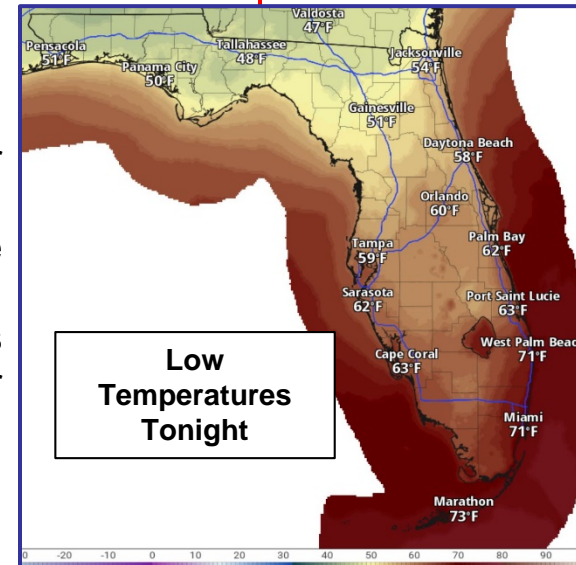 Valdosta
47°F
Pensacola
51°F
Tallahassee
48°F
Jacksonville
54°F
Panama City
50°F
Gainesville
51°F
Daytona Beach
58°F
Orlando
60°F
Tampa
59°F
Palm Bay
62°F
Sarasota
62°F
Port Saint Lucie
63°F
West Palm Beac
71°F
Cape Coral
63°F
Low
Temperatures
Tonight
Miami
71°F
Marathon
73°F
-20 -10 0 10 20 30 40 50 60 70 80 90